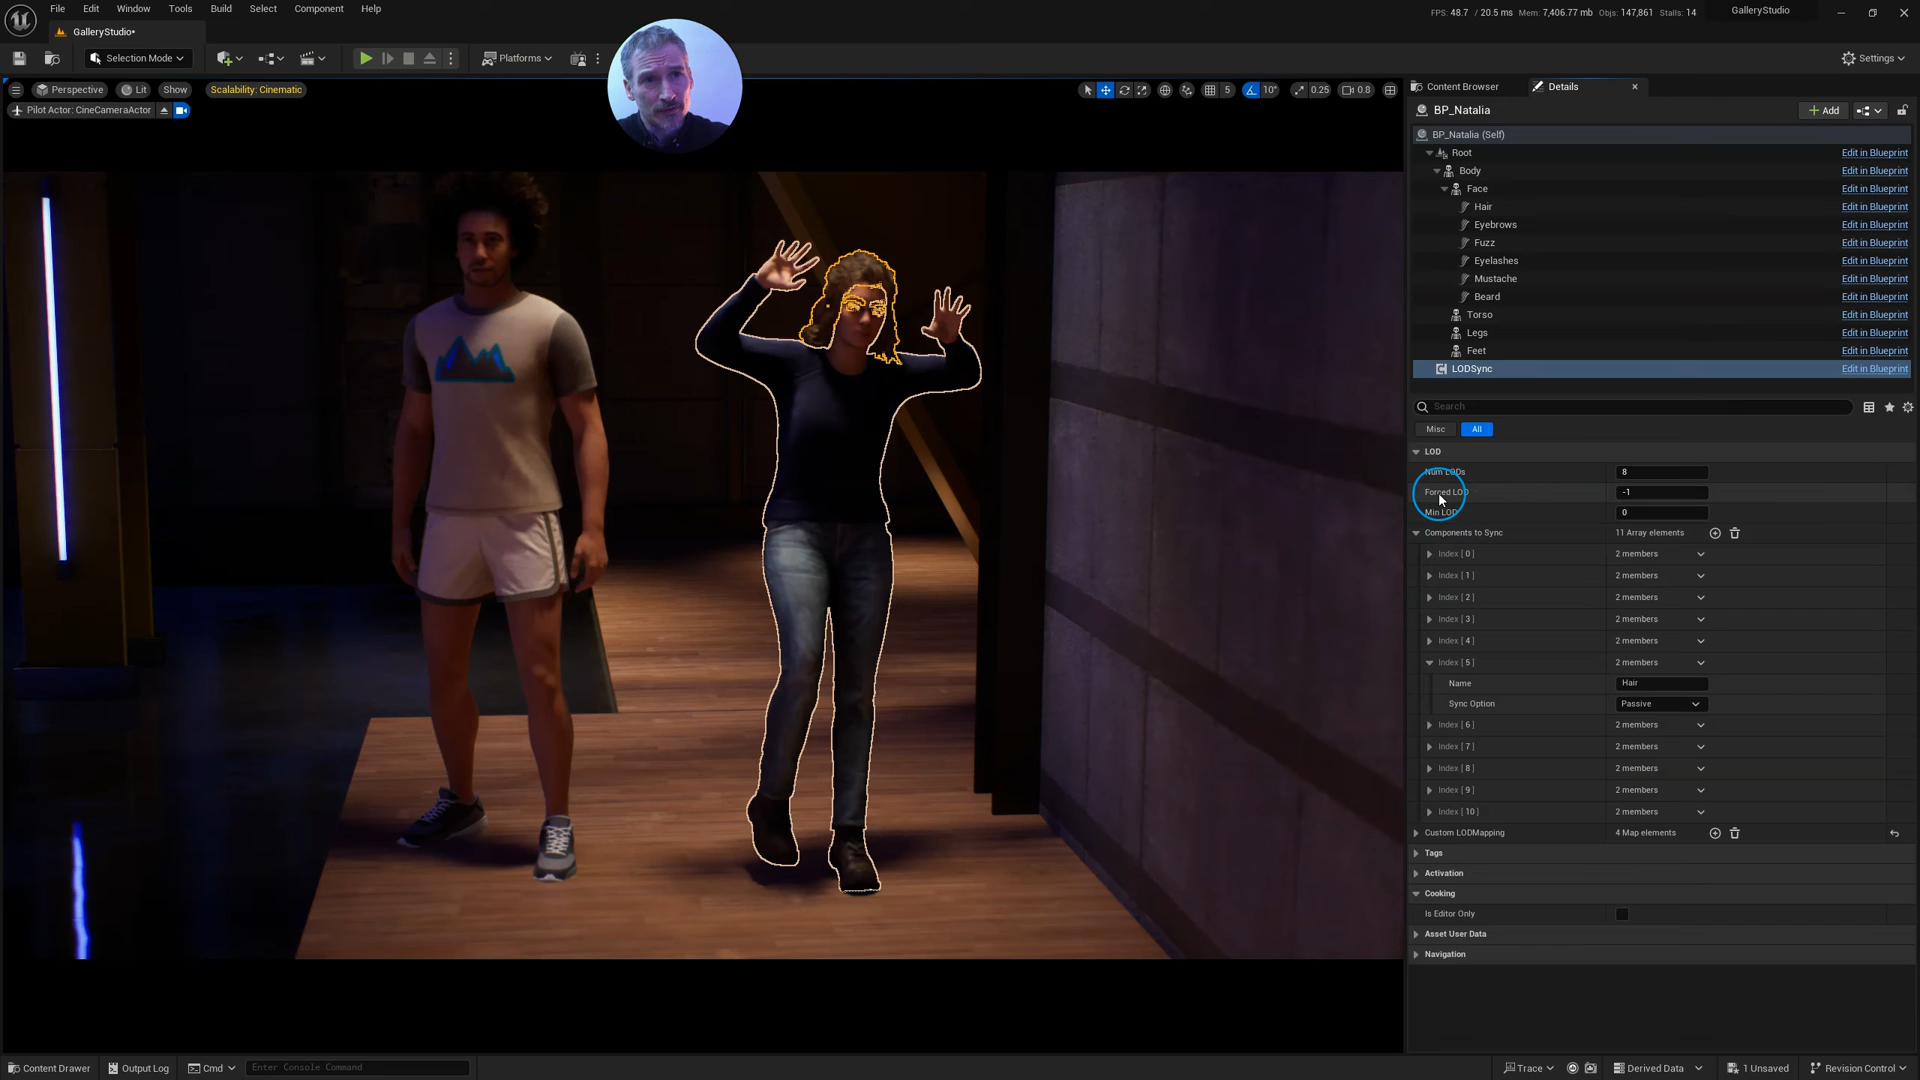 File Edit Window Tools Build Select Component Help
FPS: 48.7 / 20.5 ms Mem: 7,406.77 mb Objs: 147,861 Stalls: 14
GalleryStudio
GalleryStudio•
Selection Mode
Platforms
Settings
Perspective Lit Show Scalability: Cinematic
5 10° 0.25 0.8
Pilot Actor: CineCameraActor
Content Browser Details
BP_Natalia
Add
BP_Natalia (Self)
Root Edit in Blueprint
Body Edit in Blueprint
Face Edit in Blueprint
Hair Edit in Blueprint
Eyebrows Edit in Blueprint
Fuzz Edit in Blueprint
Eyelashes Edit in Blueprint
Mustache Edit in Blueprint
Beard Edit in Blueprint
Torso Edit in Blueprint
Legs Edit in Blueprint
Feet Edit in Blueprint
LODSync Edit in Blueprint
Search
Misc All
LOD
Num LODs 8
Forced LOD -1
Min LOD 0
Components to Sync 11 Array elements
Index [ 0 ] 2 members
Index [ 1 ] 2 members
Index [ 2 ] 2 members
Index [ 3 ] 2 members
Index [ 4 ] 2 members
Index [ 5 ] 2 members
Name Hair
Sync Option Passive
Index [ 6 ] 2 members
Index [ 7 ] 2 members
Index [ 8 ] 2 members
Index [ 9 ] 2 members
Index [ 10 ] 2 members
Custom LODMapping 4 Map elements
Tags
Activation
Cooking
Is Editor Only
Asset User Data
Navigation
Content Drawer Output Log Cmd Enter Console Command
Trace Derived Data 1 Unsaved Revision Control